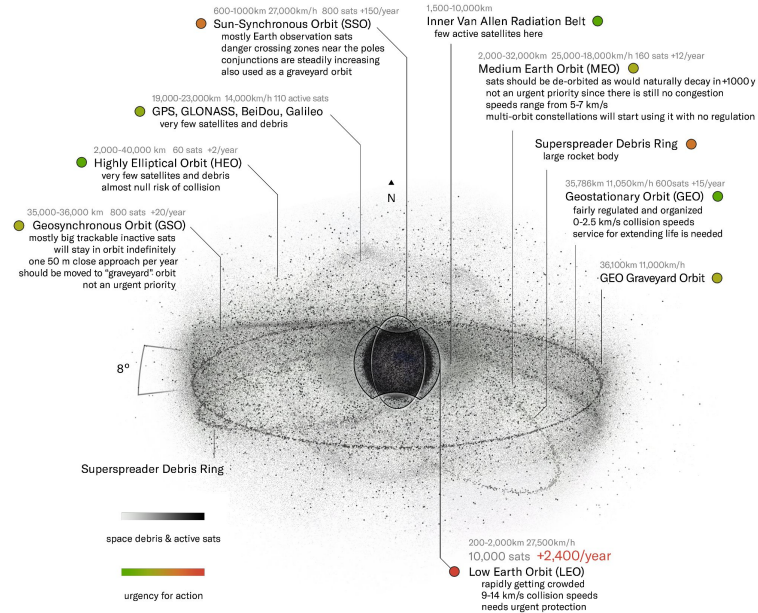 600-1000km 27,000km/h 800 sats +150/year
Sun-Synchronous Orbit (SSO)
mostly Earth observation sats
danger crossing zones near the poles
conjunctions are steadily increasing
also used as a graveyard orbit
1,500-10,000km
Inner Van Allen Radiation Belt
few active satellites here
2,000-32,000km 25,000-18,000km/h 160 sats +12/year
Medium Earth Orbit (MEO)
sats should be de-orbited as would naturally decay in +1000 y
not an urgent priority since there is still no congestion
speeds range from 5-7 km/s
multi-orbit constellations will start using it with no regulation
19,000-23,000km 14,000km/h 110 active sats
GPS, GLONASS, BeiDou, Galileo
very few satellites and debris
Superspreader Debris Ring
large rocket body
2,000-40,000 km 60 sats +2/year
Highly Elliptical Orbit (HEO)
very few satellites and debris
almost null risk of collision
N
35,786km 11,050km/h 600sats +15/year
Geostationary Orbit (GEO)
fairly regulated and organized
0-2.5 km/s collision speeds
service for extending life is needed
35,000-36,000 km 800 sats +20/year
Geosynchronous Orbit (GSO)
mostly big trackable inactive sats
will stay in orbit indefinitely
one 50 m close approach per year
should be moved to "graveyard" orbit
not an urgent priority
36,100km 11,000km/h
GEO Graveyard Orbit
8°
Superspreader Debris Ring
space debris & active sats
urgency for action
200-2,000km 27,500km/h
10,000 sats +2,400/year
Low Earth Orbit (LEO)
rapidly getting crowded
9-14 km/s collision speeds
needs urgent protection